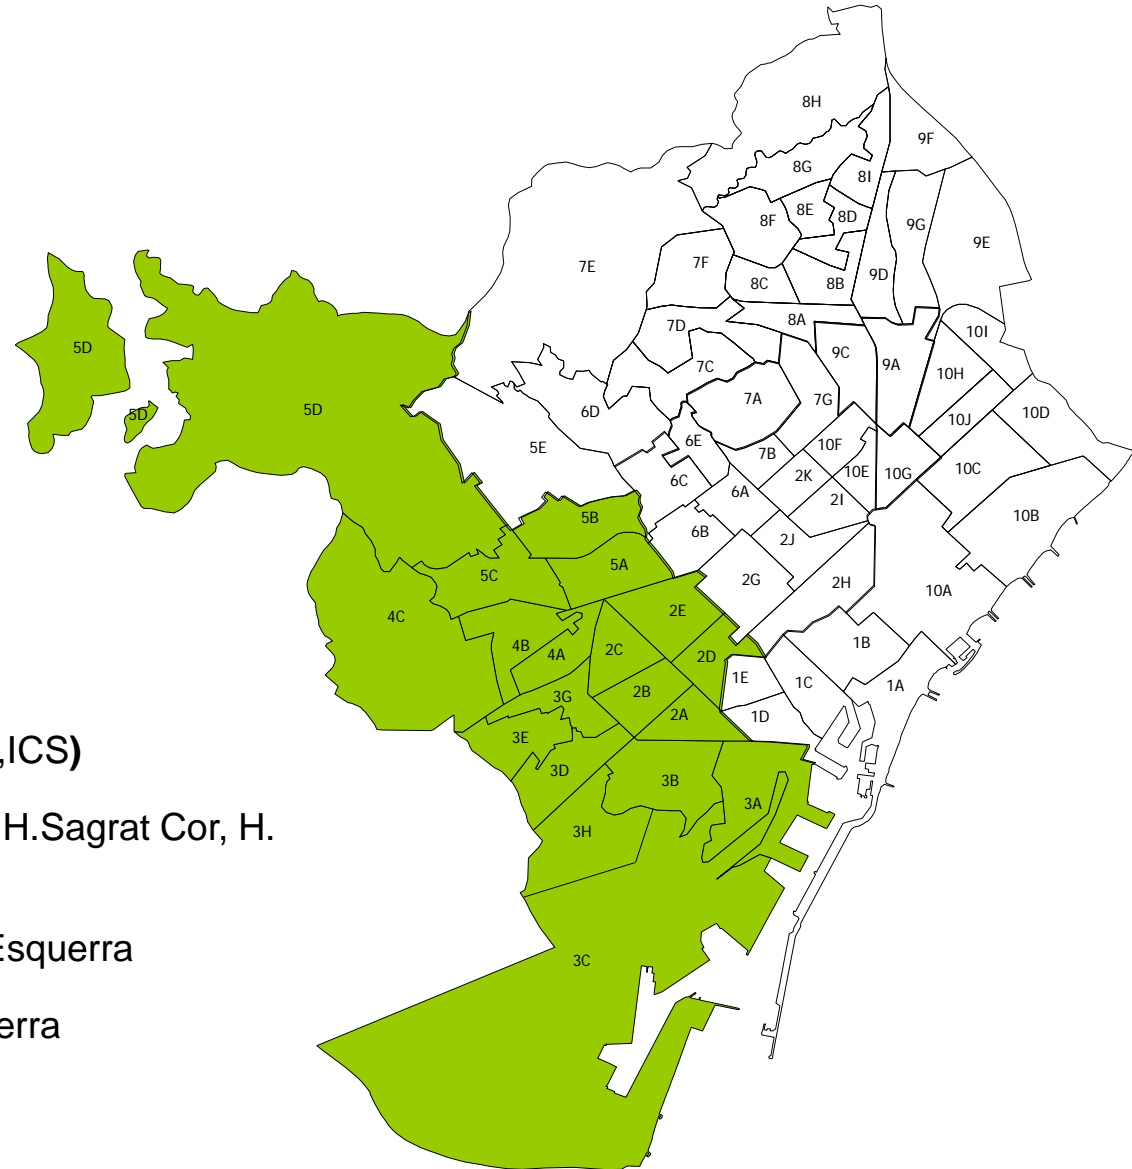 8H
9F
8G
8I
8E
8D
8F
9G
9E
7E
7F
9D
8C
8B
8A
10I
5D
7D
9C
9A
7C
10H
7A
7G
5D
5D
6D
10J
10D
6E
10F
5E
7B
10E
10G
10C
2K
6C
6A
2I
5B
6B
2J
10B
5A
5C
2G
2H
10A
4C
2E
4B
4A
2C
2D
1B
1E
1C
1A
3G
2B
2A
1D
3E
,ICS)
3D
3B
3A
H.Sagrat Cor, H.
3H
Esquerra
3C
erra